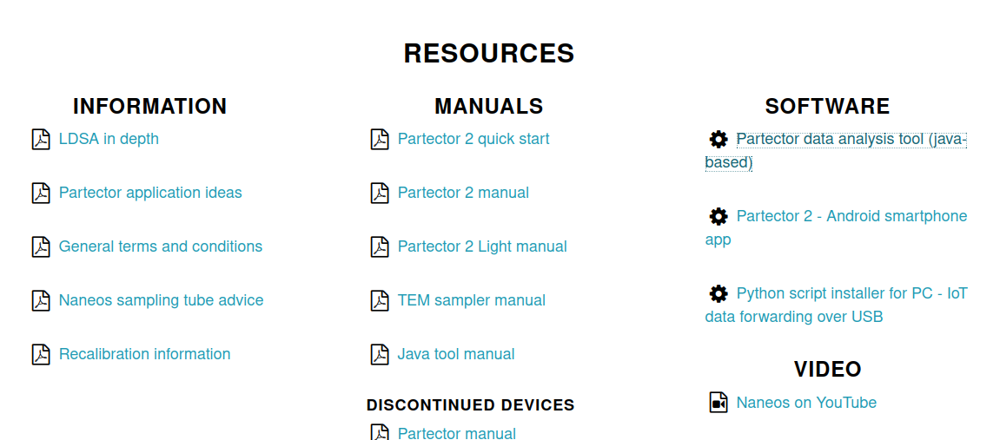 RESOURCES
INFORMATION
LDSA in depth
Partector application ideas
General terms and conditions
Naneos sampling tube advice
Recalibration information
MANUALS
Partector 2 quick start
Partector 2 manual
Partector 2 Light manual
TEM sampler manual
Java tool manual
DISCONTINUED DEVICES
Partector manual
SOFTWARE
Partector data analysis tool (java-
based)
Partector 2 - Android smartphone
app
Python script installer for PC - IoT
data forwarding over USB
VIDEO
Naneos on YouTube